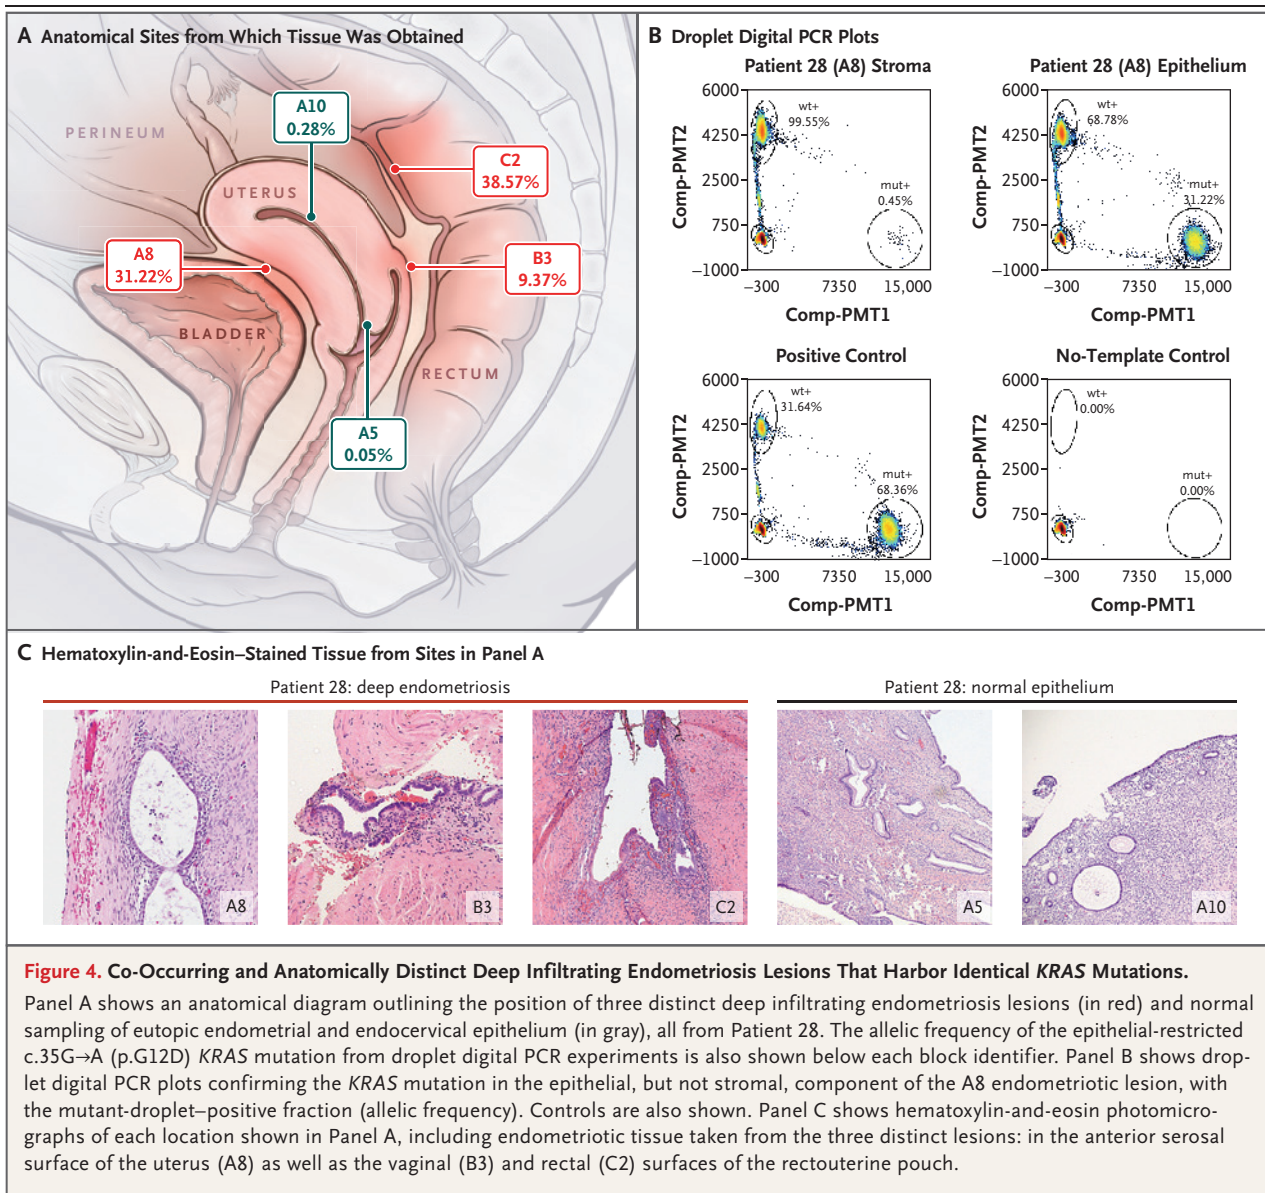 A Anatomical Sites from Which Tissue Was Obtained
PERINEUM
A10
0.28%
C2
38.57%
UTERUS
A8
31.22%
B3
9.37%
BLADDER
RECTUM
A5
0.05%
B Droplet Digital PCR Plots
Patient 28 (A8) Stroma
6000
4250
2500
750
−1000
Comp-PMT2
wt+
99.55%
mut+
0.45%
−300 7350 15,000
Comp-PMT1
Patient 28 (A8) Epithelium
6000
4250
2500
750
−1000
Comp-PMT2
wt+
68.78%
mut+
31.22%
−300 7350 15,000
Comp-PMT1
Positive Control
6000
4250
2500
750
−1000
Comp-PMT2
wt+
31.64%
mut+
68.36%
−300 7350 15,000
Comp-PMT1
No-Template Control
6000
4250
2500
750
−1000
Comp-PMT2
wt+
0.00%
mut+
0.00%
−300 7350 15,000
Comp-PMT1
C Hematoxylin-and-Eosin–Stained Tissue from Sites in Panel A
Patient 28: deep endometriosis
Patient 28: normal epithelium
A8
B3
C2
A5
A10
Figure 4. Co-Occurring and Anatomically Distinct Deep Infiltrating Endometriosis Lesions That Harbor Identical KRAS Mutations.
Panel A shows an anatomical diagram outlining the position of three distinct deep infiltrating endometriosis lesions (in red) and normal
sampling of eutopic endometrial and endocervical epithelium (in gray), all from Patient 28. The allelic frequency of the epithelial-restricted
c.35G→A (p.G12D) KRAS mutation from droplet digital PCR experiments is also shown below each block identifier. Panel B shows drop-
let digital PCR plots confirming the KRAS mutation in the epithelial, but not stromal, component of the A8 endometriotic lesion, with
the mutant-droplet–positive fraction (allelic frequency). Controls are also shown. Panel C shows hematoxylin-and-eosin photomicro-
graphs of each location shown in Panel A, including endometriotic tissue taken from the three distinct lesions: in the anterior serosal
surface of the uterus (A8) as well as the vaginal (B3) and rectal (C2) surfaces of the rectouterine pouch.